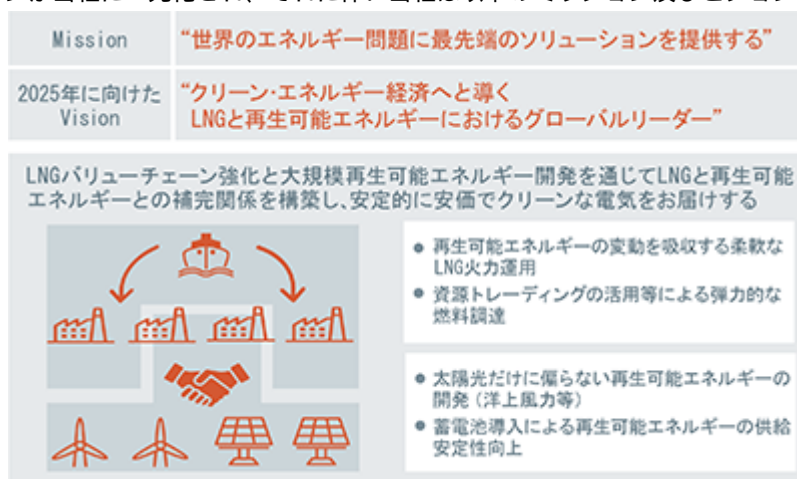 Mission
“世界のエネルギー問題に最先端のソリューションを提供する”
2025年に向けた
Vision
“クリーン・エネルギー経済へと導く
LNGと再生可能エネルギーにおけるグローバルリーダー”
LNGバリューチェーン強化と大規模再生可能エネルギー開発を通じてLNGと再生可能
エネルギーとの補完関係を構築し、安定的に安価でクリーンな電気をお届けする
● 再生可能エネルギーの変動を吸収する柔軟な
LNG火力運用
● 資源トレーディングの活用等による弾力的な
燃料調達
● 太陽光だけに偏らない再生可能エネルギーの
開発（洋上風力等）
● 蓄電池導入による再生可能エネルギーの供給
安定性向上